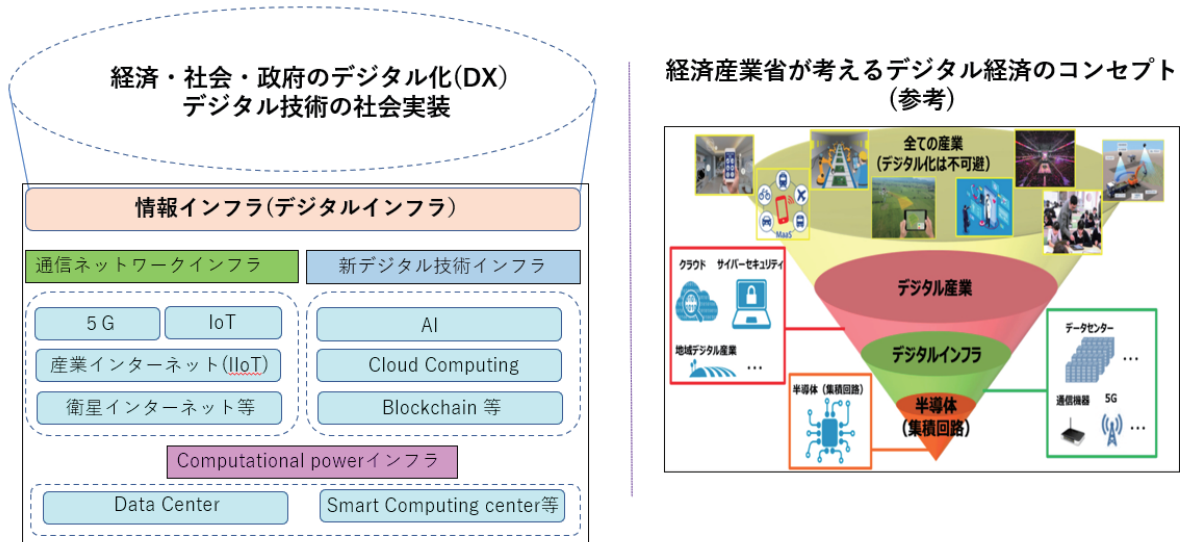 経済・社会・政府のデジタル化(DX)
デジタル技術の社会実装
情報インフラ(デジタルインフラ）
通信ネットワークインフラ
新デジタル技術インフラ
５G
IoT
産業インターネット(IIoT)
衛星インターネット等
AI
Cloud Computing
Blockchain 等
Computational powerインフラ
Data Center
Smart Computing center等
経済産業省が考えるデジタル経済のコンセプト
(参考)
全ての産業
(デジタル化は不可避)
MaaS
クラウド
サイバーセキュリティ
地域デジタル産業
…
デジタル産業
デジタルインフラ
半導体
(集積回路)
半導体（集積回路）
データセンター
…
通信機器
5G
…